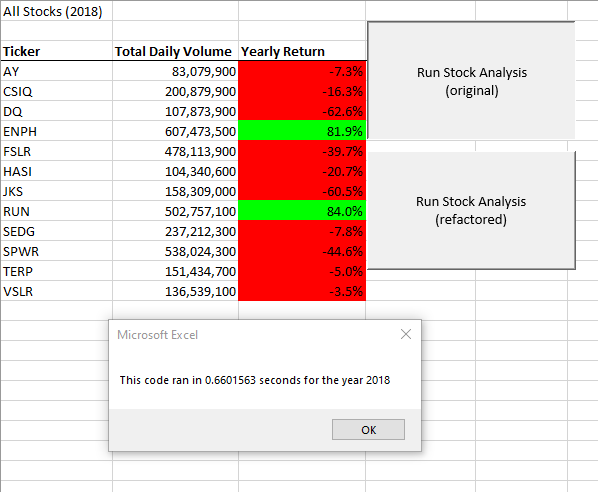 All Stocks (2018)
Ticker Total Daily Volume Yearly Return
AY 83,079,900 -7.3%
CSIQ 200,879,900 -16.3%
DQ 107,873,900 -62.6%
ENPH 607,473,500 81.9%
FSLR 478,113,900 -39.7%
HASI 104,340,600 -20.7%
JKS 158,309,000 -60.5%
RUN 502,757,100 84.0%
SEDG 237,212,300 -7.8%
SPWR 538,024,300 -44.6%
TERP 151,434,700 -5.0%
VSLR 136,539,100 -3.5%
Run Stock Analysis
(original)
Run Stock Analysis
(refactored)
Microsoft Excel
This code ran in 0.6601563 seconds for the year 2018
OK